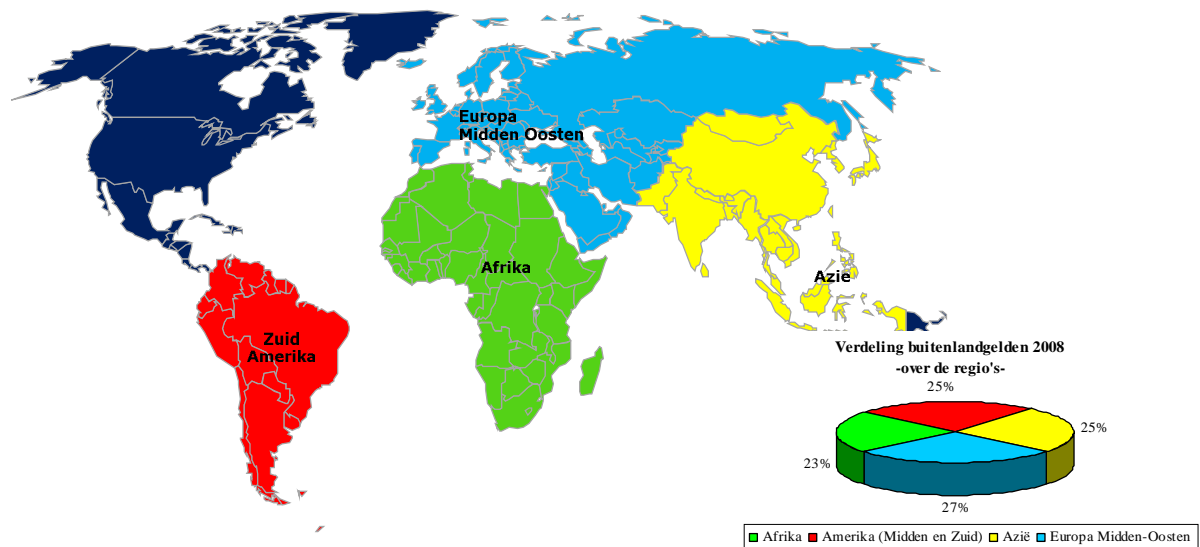 Europa
Midden Oosten
Afrika
Azie
Zuid
Amerika
Verdeling buitenlandgelden 2008
-over de regio's-
25%
25%
23%
27%
Afrika Amerika (Midden en Zuid) Azië Europa Midden-Oosten